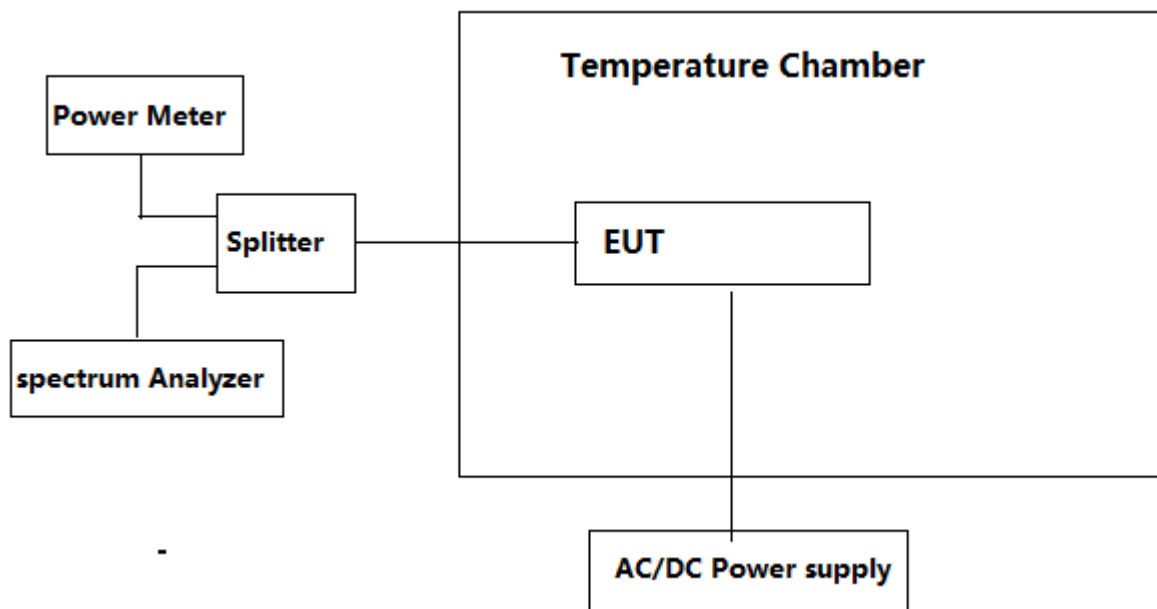 Temperature Chamber
Power Meter
Splitter
EUT
spectrum Analyzer
-
AC/DC Power supply